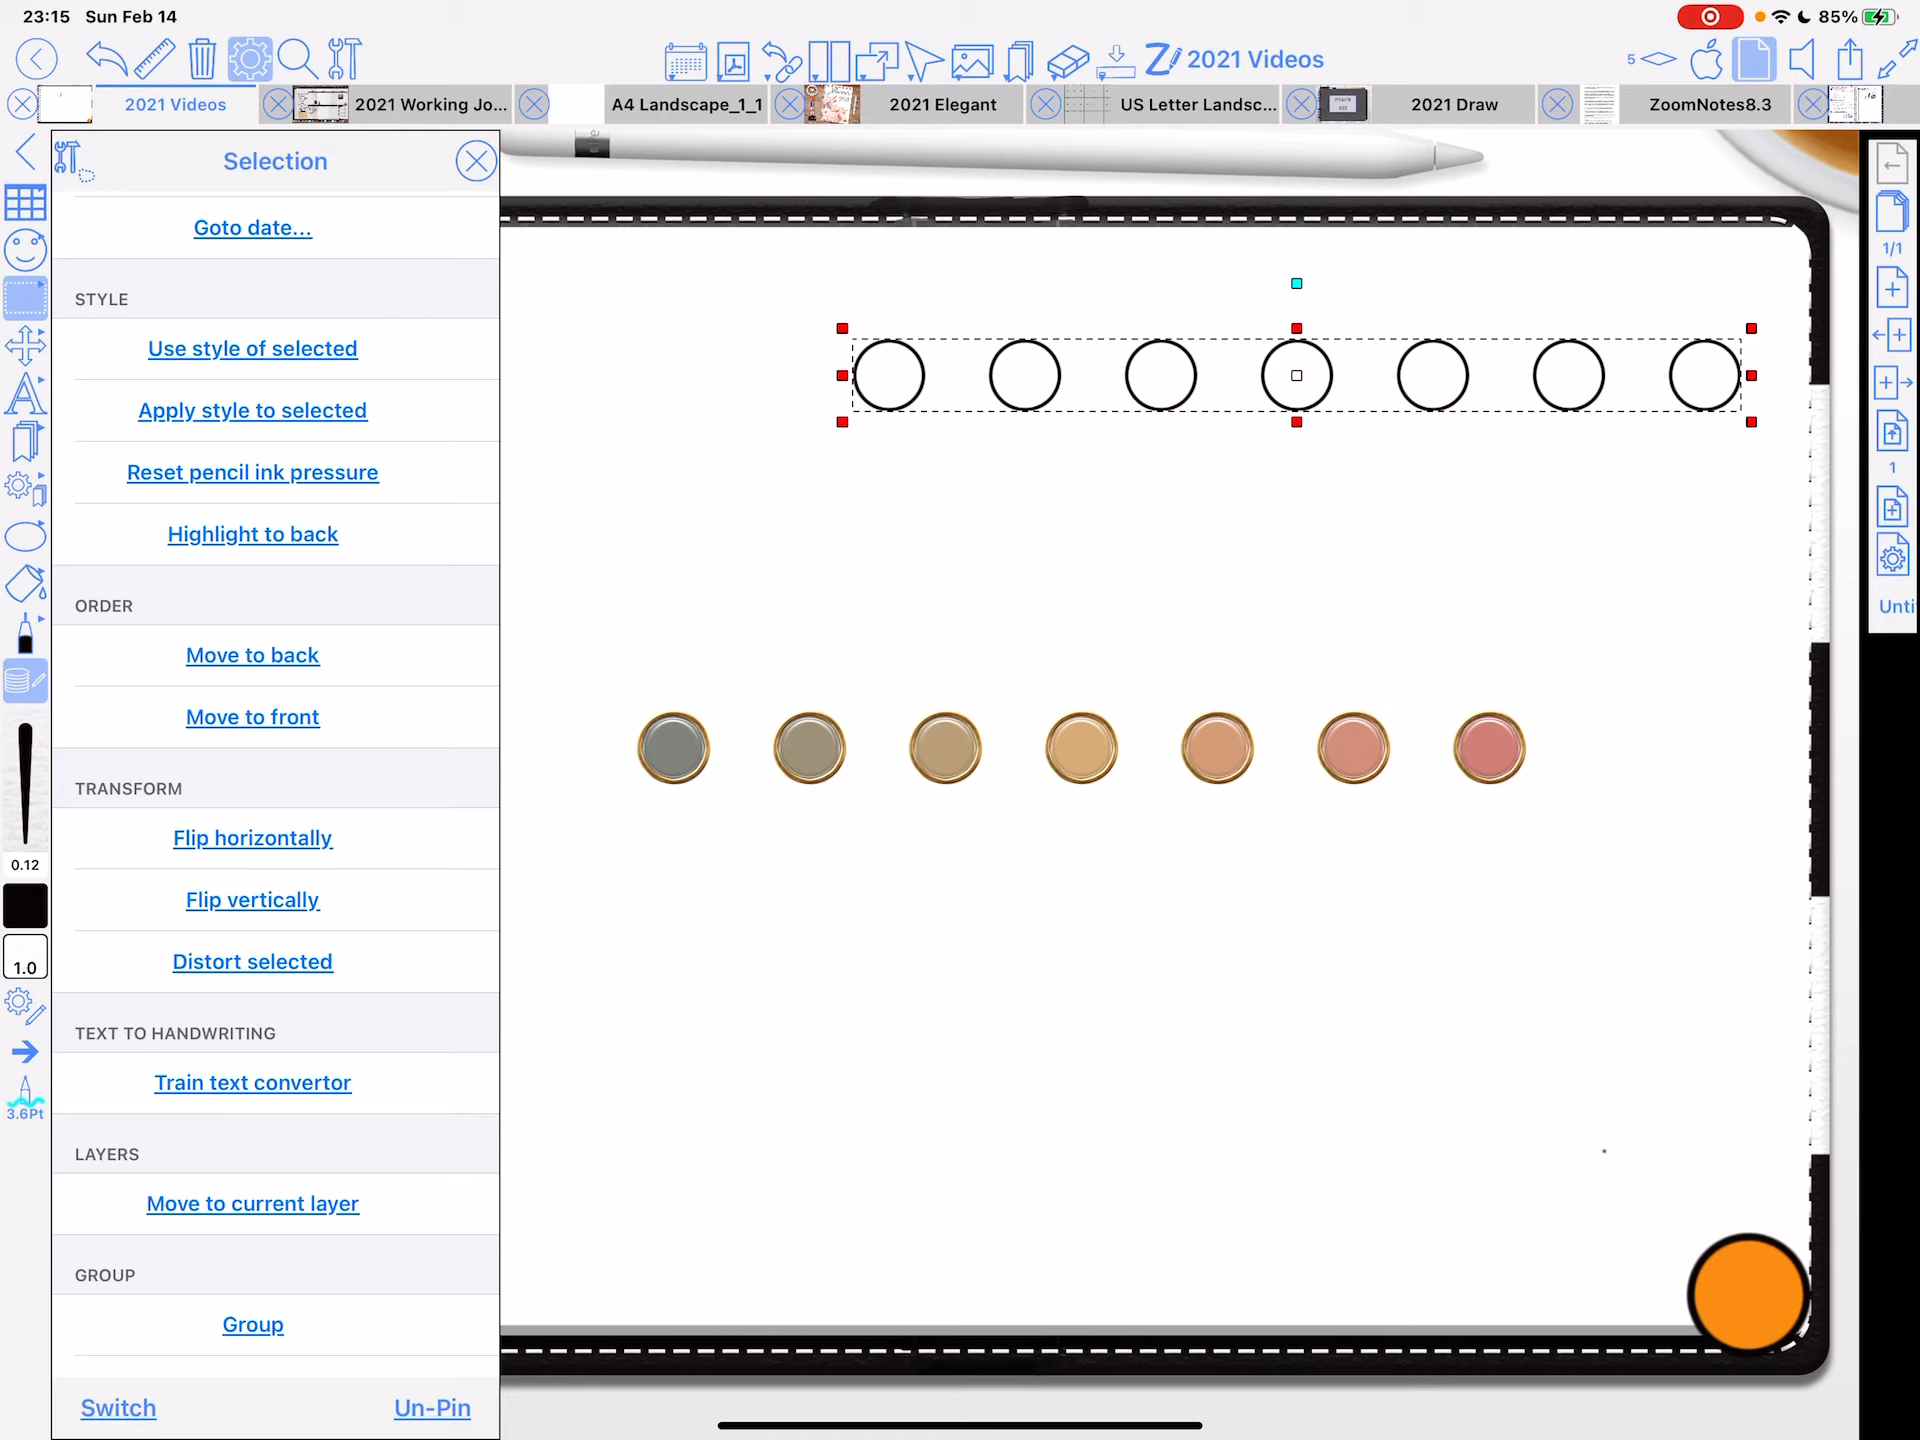 23:15 Sun Feb 14
85%
2021 Videos
5
2021 Videos
2021 Working Jo...
A4 Landscape_1_1
2021 Elegant
US Letter Landsc...
2021 Draw
ZoomNotes8.3
Selection
Goto date...
STYLE
Use style of selected
Apply style to selected
Reset pencil ink pressure
Highlight to back
ORDER
Move to back
Move to front
TRANSFORM
Flip horizontally
Flip vertically
Distort selected
TEXT TO HANDWRITING
Train text convertor
LAYERS
Move to current layer
GROUP
Group
Switch Un-Pin
0.12
1.0
3.6Pt
1/1
1
Unti